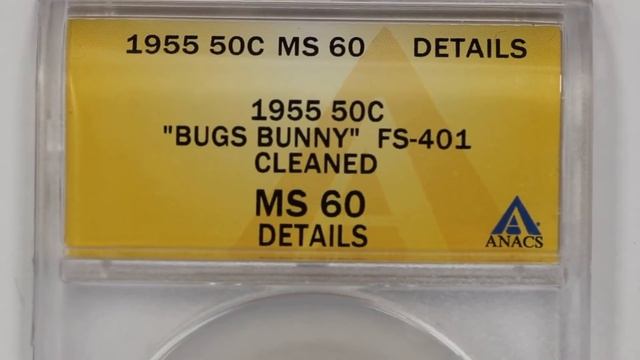 1955 50C MS 60 DETAILS
1955 50C
"BUGS BUNNY" FS-401
CLEANED
MS 60
DETAILS
ANACS